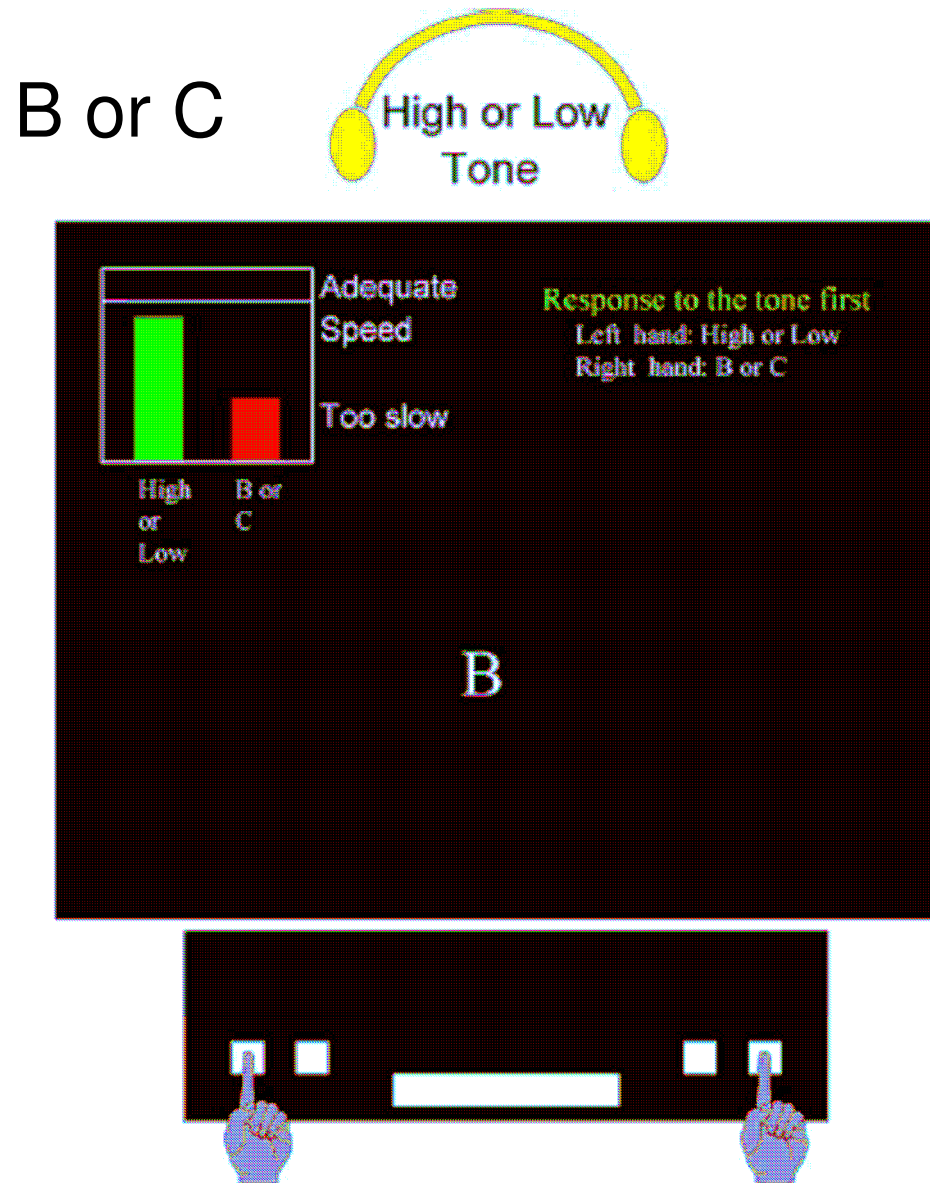 B or C
High or Low
Tone
Adequate
Speed
Too slow
High
or
Low
B or
C
Response to the tone first
Left hand: High or Low
Right hand: B or C
B